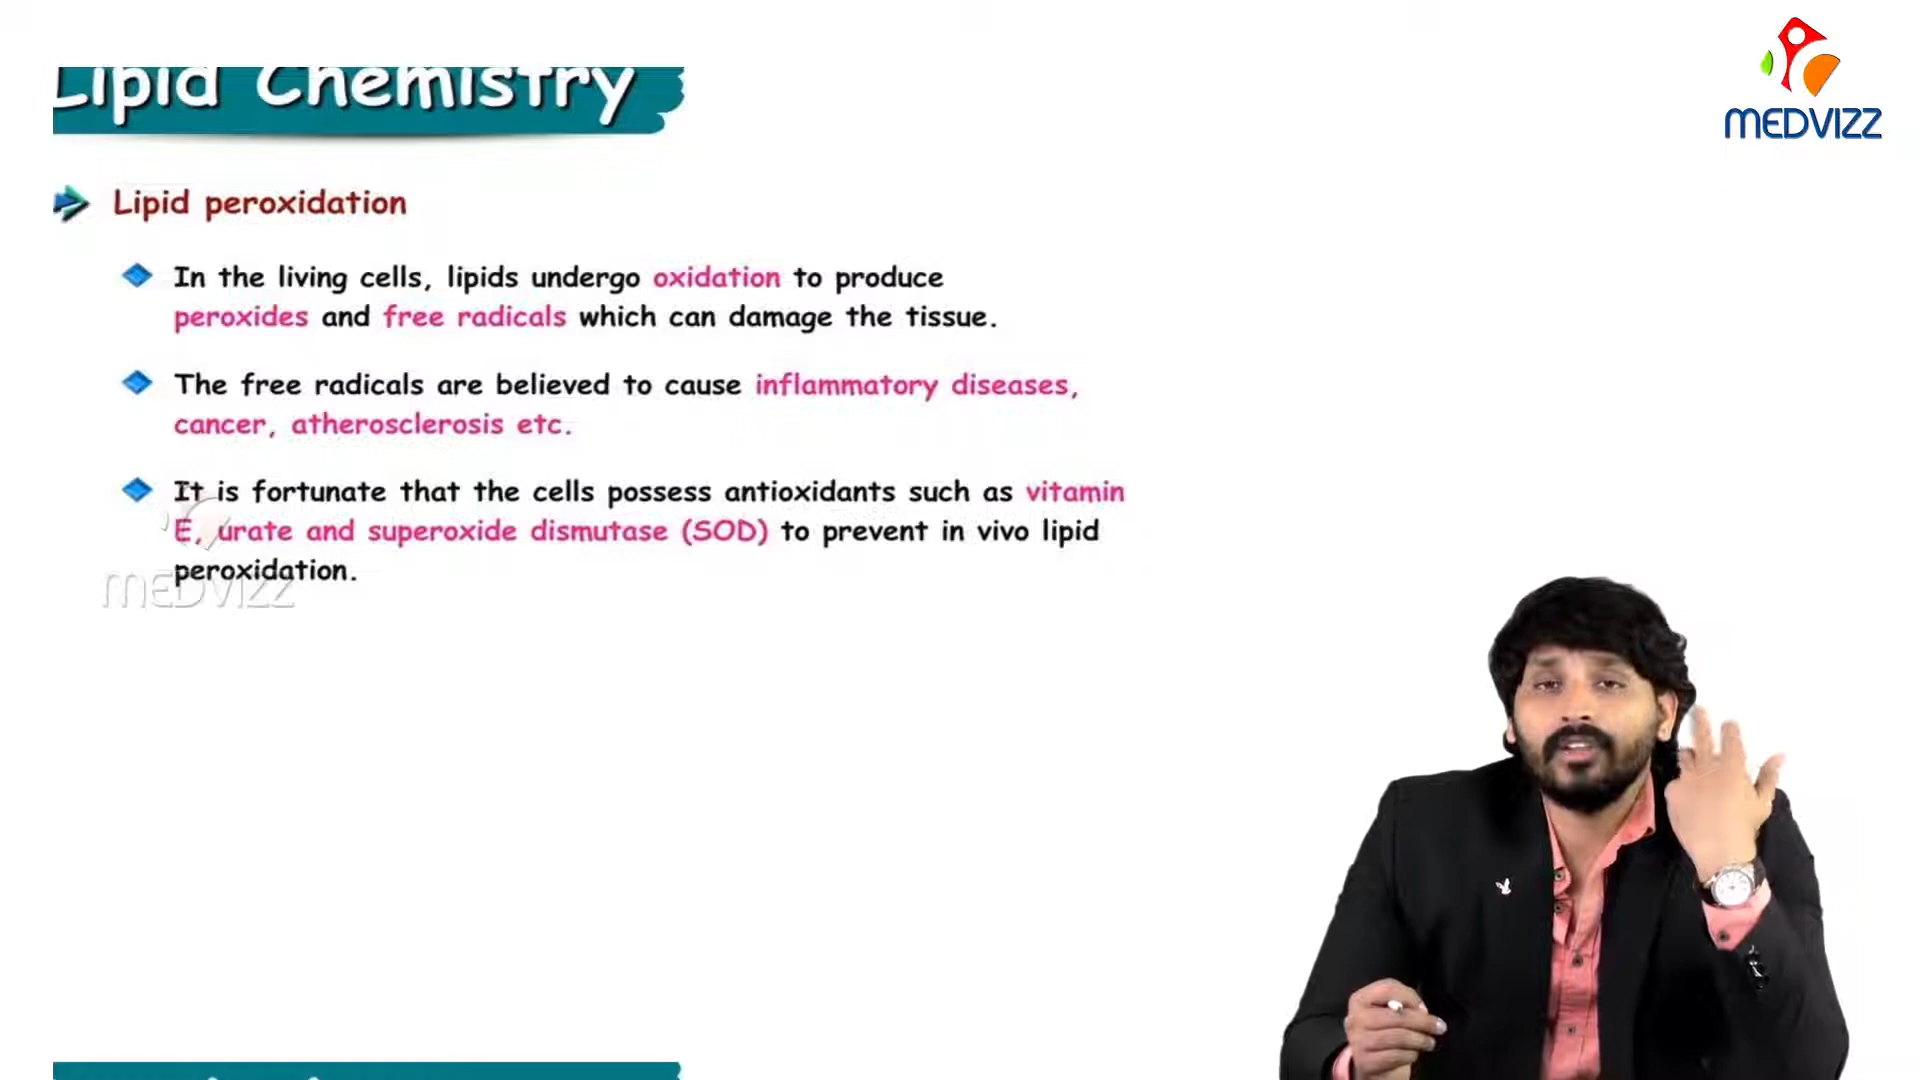 Lipid Chemistry
MEDVIZZ
Lipid peroxidation
In the living cells, lipids undergo oxidation to produce
peroxides and free radicals which can damage the tissue.
The free radicals are believed to cause inflammatory diseases,
cancer, atherosclerosis etc.
It is fortunate that the cells possess antioxidants such as vitamin
E, urate and superoxide dismutase (SOD) to prevent in vivo lipid
peroxidation.
MEDVIZZ